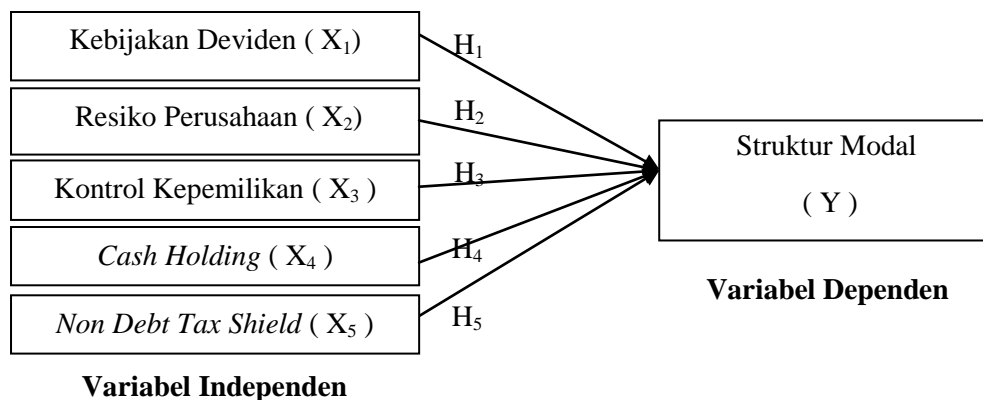 Kebijakan Deviden ( X₁)
H₁
Resiko Perusahaan ( X₂)
H₂
Kontrol Kepemilikan ( X₃ )
H₃
Cash Holding ( X₄ )
H₄
Non Debt Tax Shield ( X₅ )
H₅
Variabel Independen
Struktur Modal
( Y )
Variabel Dependen